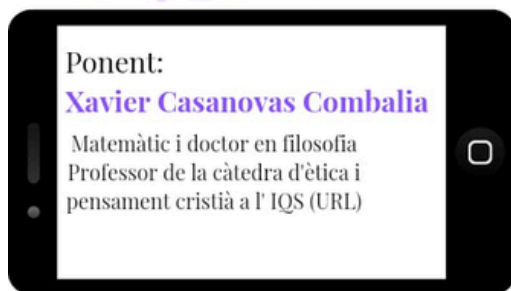 Ponent:
Xavier Casanovas Combalia
Matemàtic i doctor en filosofia
Professor de la càtedra d'ètica i
pensament cristià a l' IQS (URL)